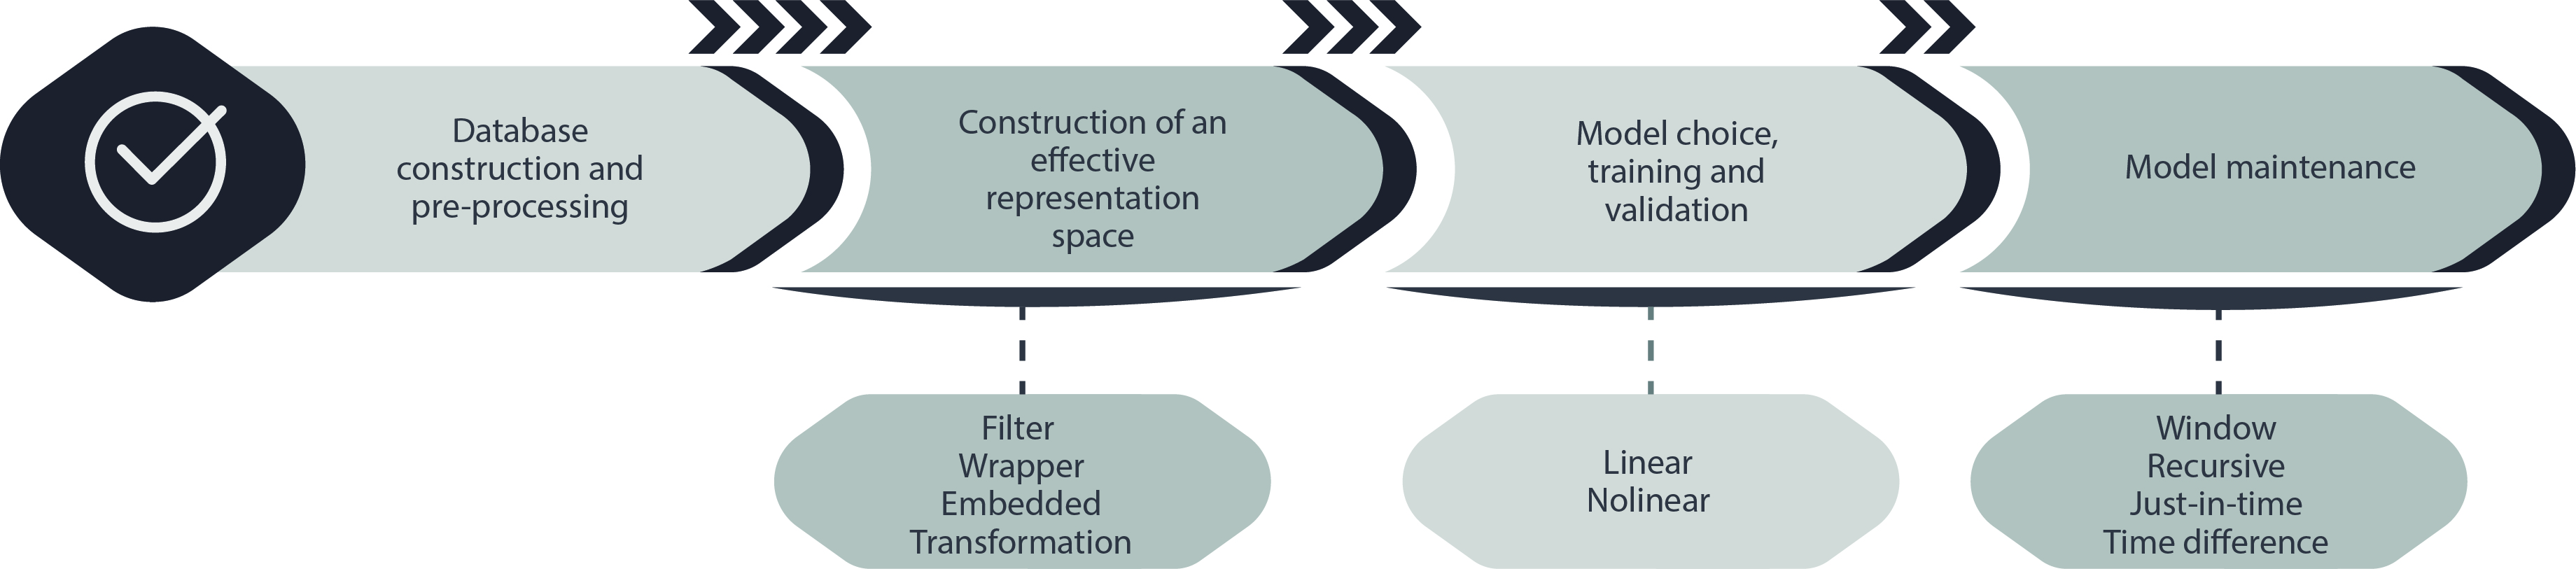 Database
construction and
pre-processing
Construction of an
effective
representation
space
Model choice,
training and
validation
Model maintenance
Filter
Wrapper
Embedded
Transformation
Linear
Nolinear
Window
Recursive
Just-in-time
Time difference